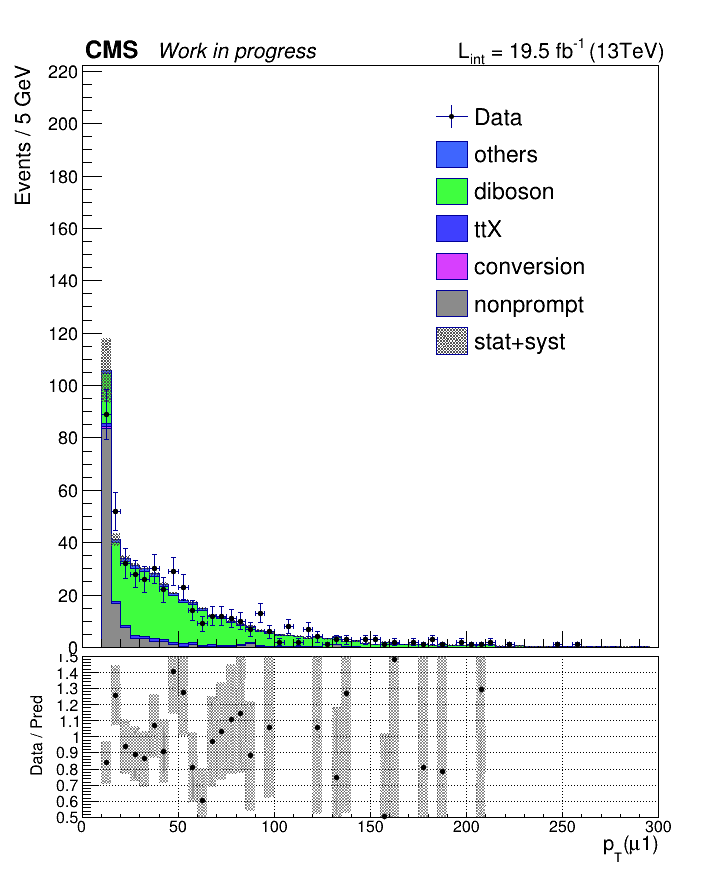 CMS Work in progress L_int = 19.5 fb⁻¹ (13TeV)
Events / 5 GeV
220
200
180
160
140
120
100
80
60
40
20
0
Data
others
diboson
ttX
conversion
nonprompt
stat+syst
Data / Pred
1.5
1.4
1.3
1.2
1.1
1
0.9
0.8
0.7
0.6
0.5
0 50 100 150 200 250 300
p_T(μ1)